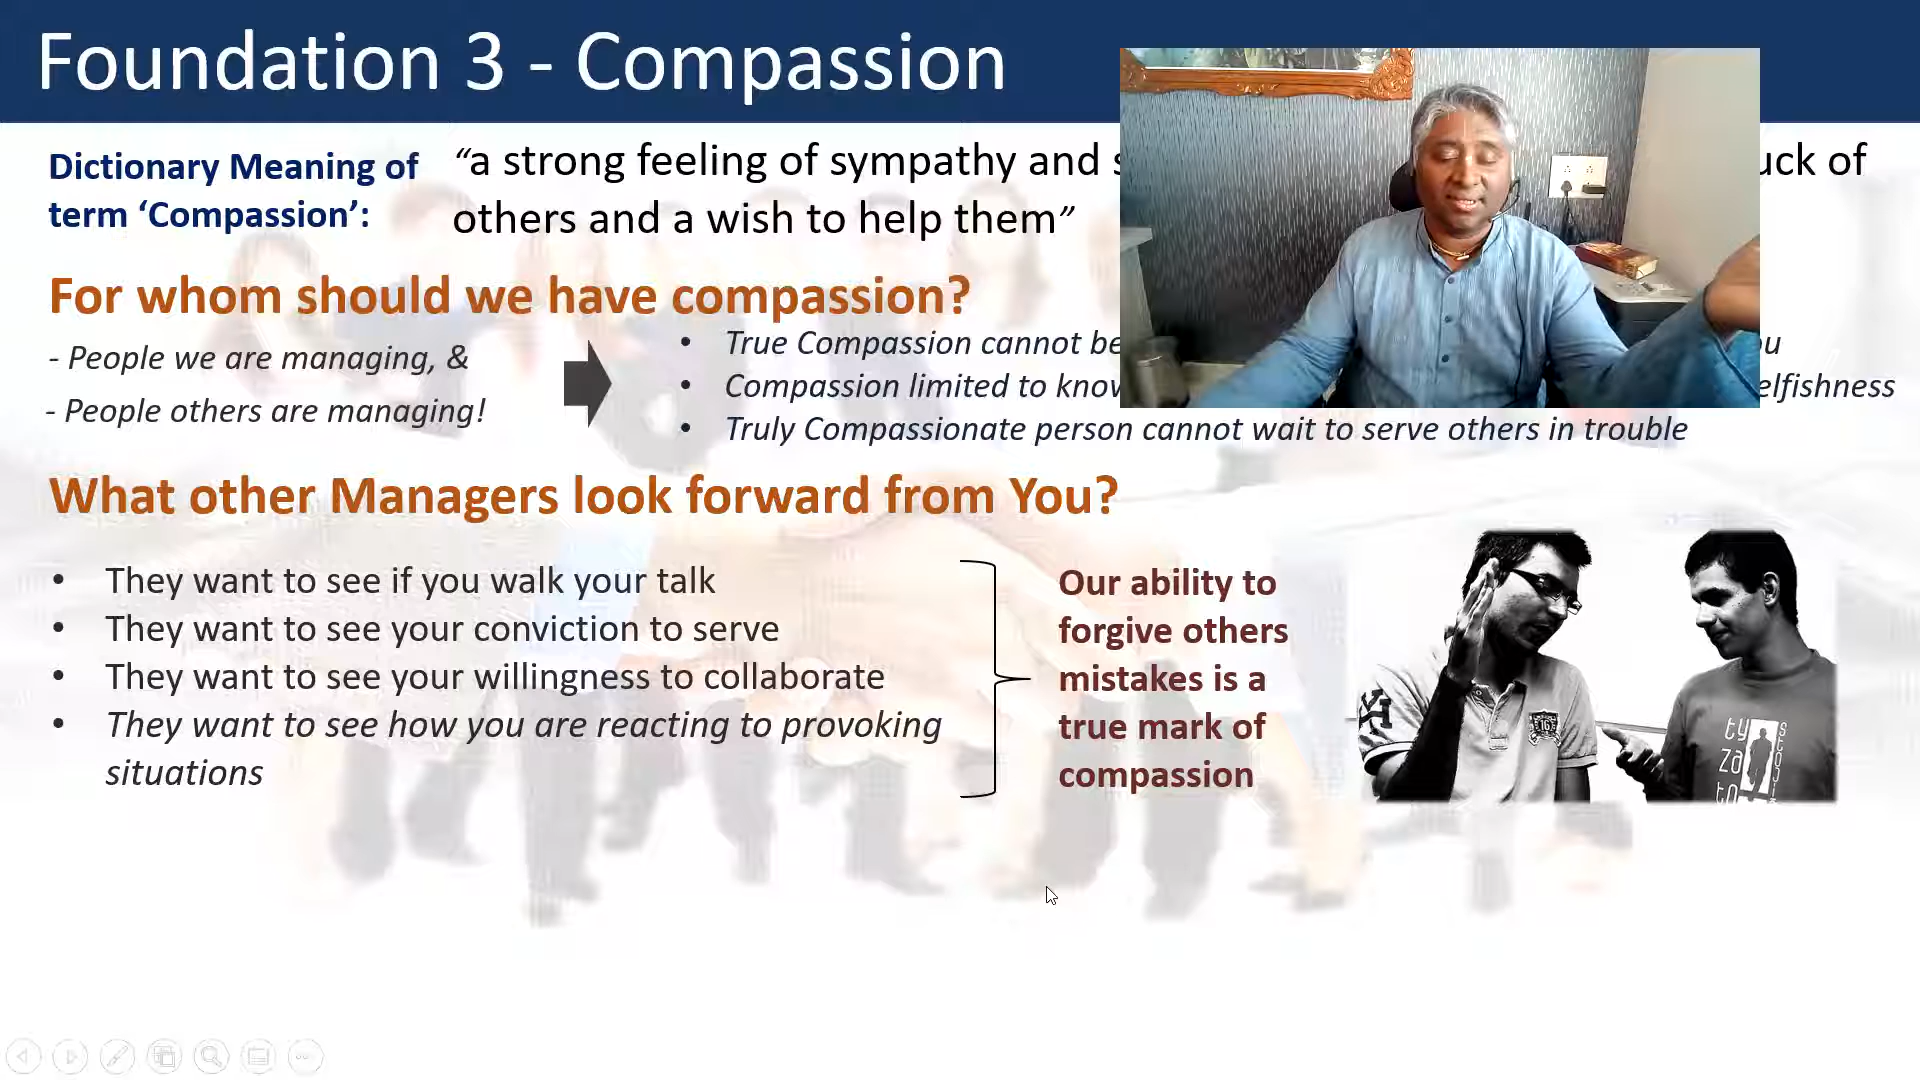 Foundation 3 - Compassion
Dictionary Meaning of
term ‘Compassion’:
“a strong feeling of sympathy and
of
others and a wish to help them”
For whom should we have compassion?
- People we are managing, &
- People others are managing!
• True Compassion cannot be
• Compassion limited to
• Truly Compassionate person cannot wait to serve others in trouble
What other Managers look forward from You?
• They want to see if you walk your talk
• They want to see your conviction to serve
• They want to see your willingness to collaborate
• They want to see how you are reacting to provoking
situations
Our ability to
forgive others
mistakes is a
true mark of
compassion
16
ty
za